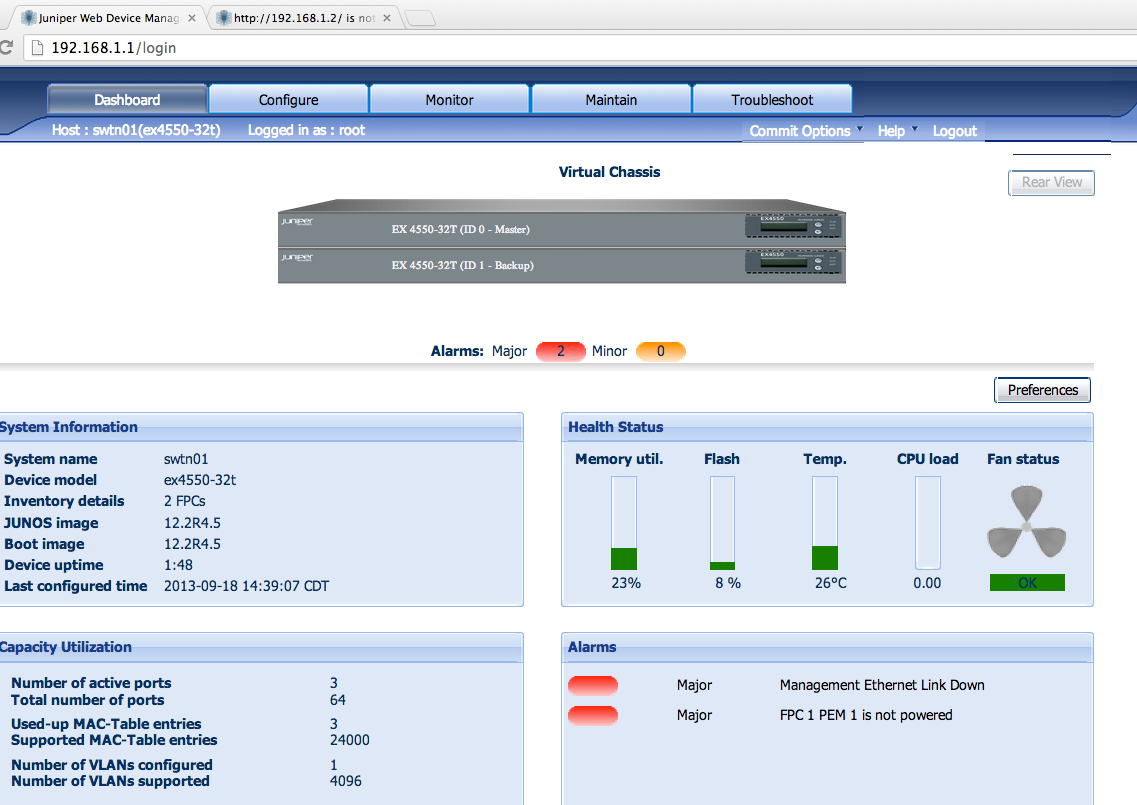 Juniper Web Device Manag
http://192.168.1.2/ is not
192.168.1.1/login
Dashboard Configure Monitor Maintain Troubleshoot
Host : swtn01(ex4550-32t) Logged in as : root Commit Options Help Logout
Virtual Chassis
Rear View
Juniper EX 4550-32T (ID 0 - Master) EX4550
Juniper EX 4550-32T (ID 1 - Backup) EX4550
Alarms: Major 2 Minor 0
Preferences
System Information
System name swtn01
Device model ex4550-32t
Inventory details 2 FPCs
JUNOS image 12.2R4.5
Boot image 12.2R4.5
Device uptime 1:48
Last configured time 2013-09-18 14:39:07 CDT
Health Status
Memory util. Flash Temp. CPU load Fan status
23% 8 % 26°C 0.00 OK
Capacity Utilization
Number of active ports 3
Total number of ports 64
Used-up MAC-Table entries 3
Supported MAC-Table entries 24000
Number of VLANs configured 1
Number of VLANs supported 4096
Alarms
Major Management Ethernet Link Down
Major FPC 1 PEM 1 is not powered